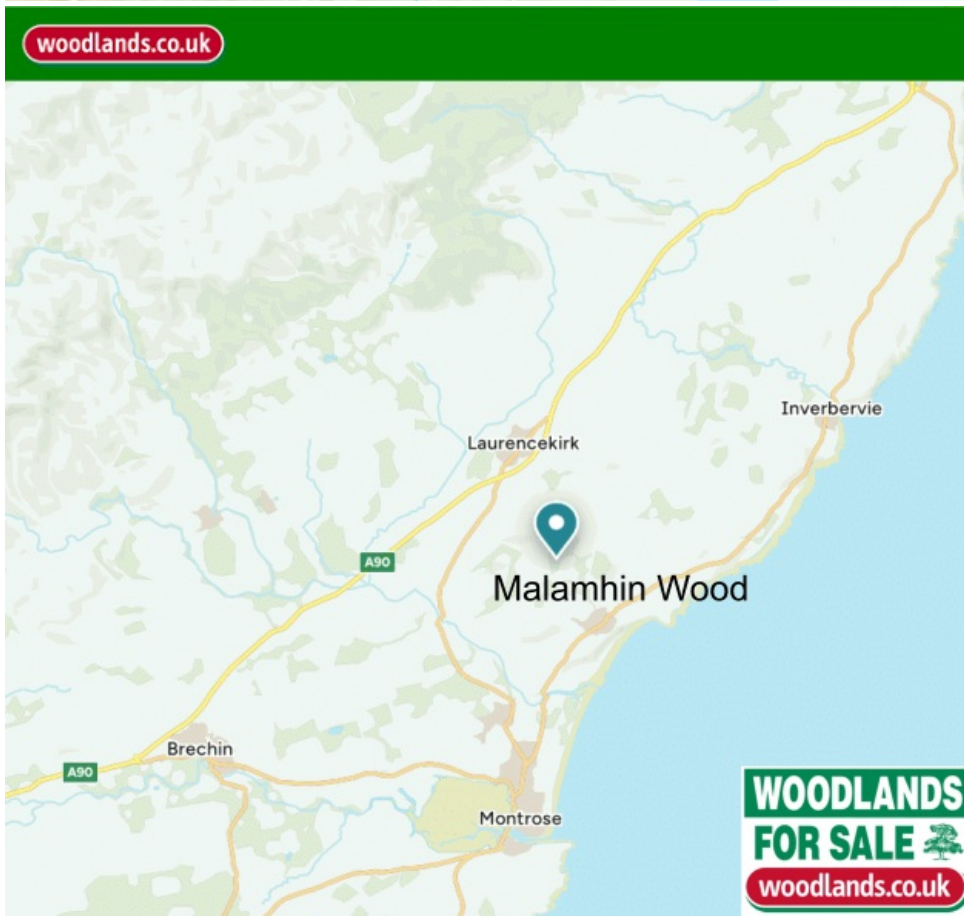 woodlands.co.uk
Inverbervie
Laurencekirk
A90
Malamhin Wood
Brechin
A90
Montrose
WOODLANDS
FOR SALE
woodlands.co.uk